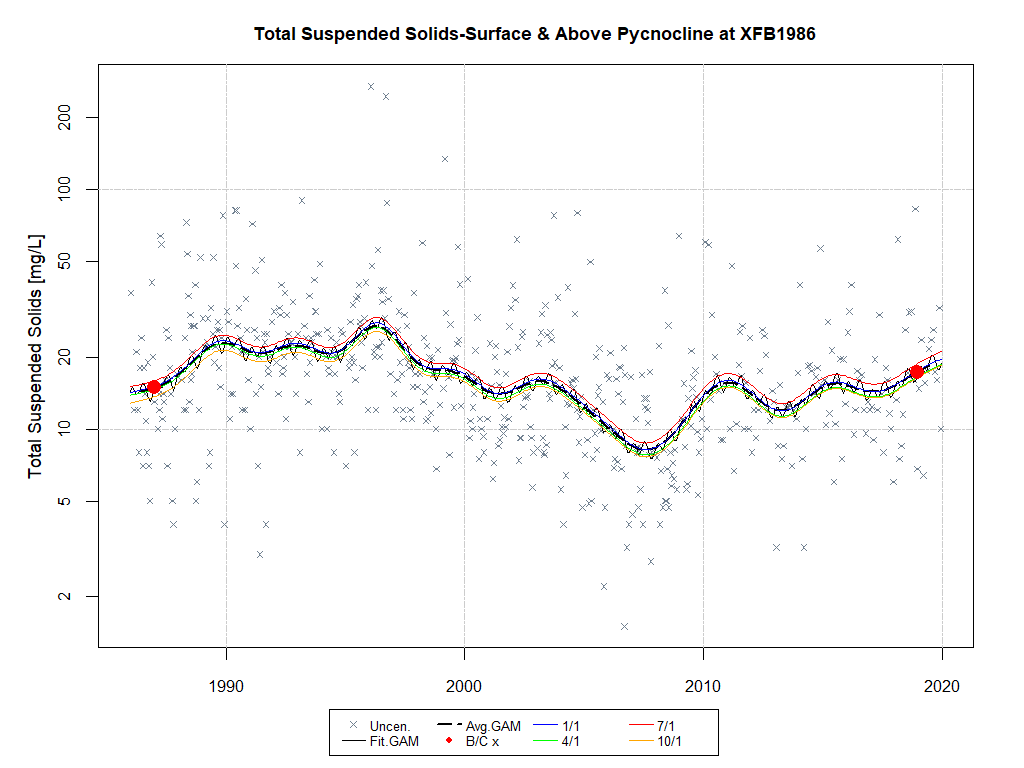 Total Suspended Solids-Surface & Above Pycnocline at XFB1986
Total Suspended Solids [mg/L]
200
100
50
20
10
5
2
1990 2000 2010 2020
Uncen. Avg.GAM 1/1 7/1
Fit.GAM B/C x 4/1 10/1